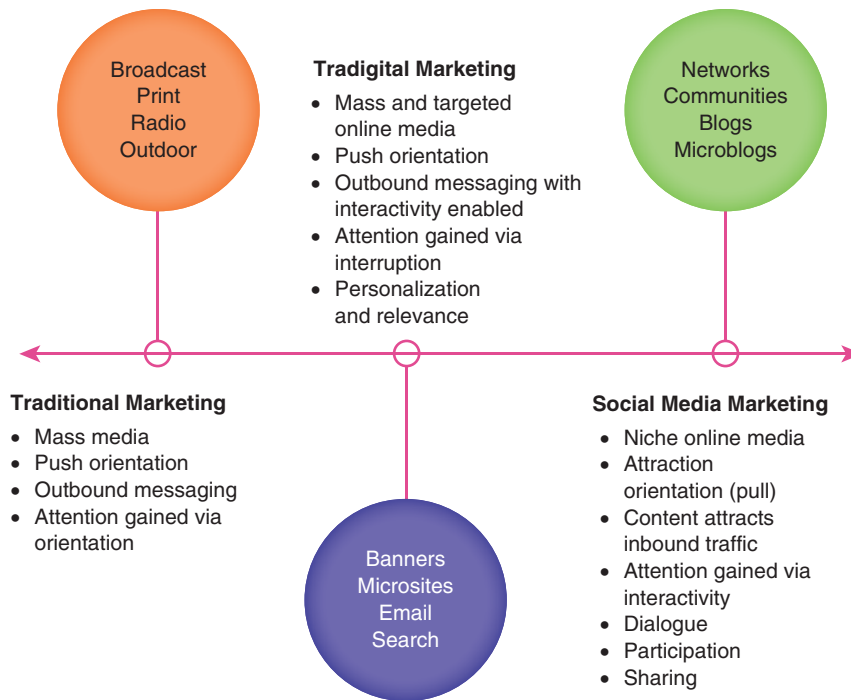 Broadcast
Print
Radio
Outdoor
Tradigital Marketing
• Mass and targeted
online media
• Push orientation
• Outbound messaging with
interactivity enabled
• Attention gained via
interruption
• Personalization
and relevance
Networks
Communities
Blogs
Microblogs
Traditional Marketing
• Mass media
• Push orientation
• Outbound messaging
• Attention gained via
orientation
Banners
Microsites
Email
Search
Social Media Marketing
• Niche online media
• Attraction
orientation (pull)
• Content attracts
inbound traffic
• Attention gained via
interactivity
• Dialogue
• Participation
• Sharing